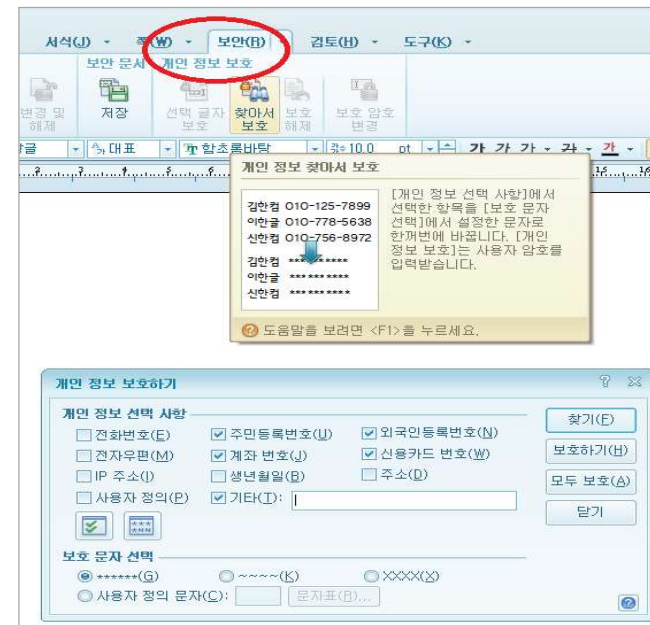 서식(J) 쪽(W) 보안(R) 검토(H) 도구(K)
보안 문서 개인 정보 보호
변경 및 해제
저장
선택 글자 보호
찾아서 보호
보호 해제
보호 암호 변경
글 대표 함초롬바탕 10.0 pt 가 가 가 가 가
개인 정보 찾아서 보호
김한컴 010-125-7899
이한글 010-778-5638
신한컴 010-756-8972
김한컴 **********
이한글 **********
신한컴 **********
[개인 정보 선택 사항]에서
선택한 항목을 [보호 문자
선택]에서 설정한 문자로
한꺼번에 바꿉니다. [개인
정보 보호]는 사용자 암호를
입력받습니다.
도움말을 보려면 <F1>을 누르세요.
개인 정보 보호하기
개인 정보 선택 사항
전화번호(E) 주민등록번호(U) 외국인등록번호(N)
전자우편(M) 계좌 번호(J) 신용카드 번호(W)
IP 주소(I) 생년월일(B) 주소(D)
사용자 정의(P) 기타(T):
찾기(F)
보호하기(H)
모두 보호(A)
닫기
보호 문자 선택
******(G) ~~~~(K) XXXX(X)
사용자 정의 문자(C): 문자표(B)...